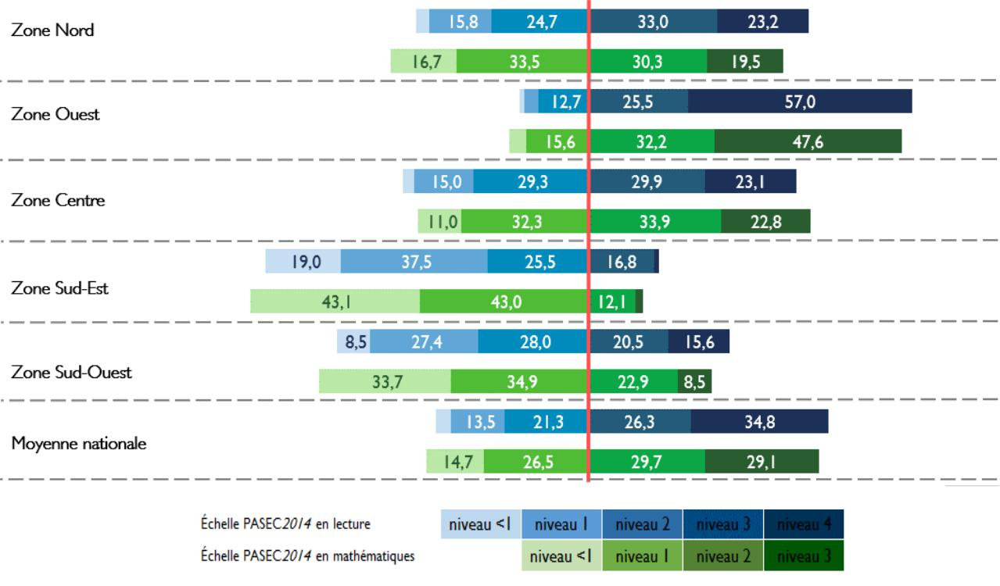 15,8 24,7 33,0 23,2
Zone Nord
16,7 33,5 30,3 19,5
12,7 25,5 57,0
Zone Ouest
15,6 32,2 47,6
15,0 29,3 29,9 23,1
Zone Centre
11,0 32,3 33,9 22,8
19,0 37,5 25,5 16,8
Zone Sud-Est
43,1 43,0 12,1
8,5 27,4 28,0 20,5 15,6
Zone Sud-Ouest
33,7 34,9 22,9 8,5
13,5 21,3 26,3 34,8
Moyenne nationale
14,7 26,5 29,7 29,1
Échelle PASEC2014 en lecture niveau <1 niveau 1 niveau 2 niveau 3 niveau 4
Échelle PASEC2014 en mathématiques niveau <1 niveau 1 niveau 2 niveau 3